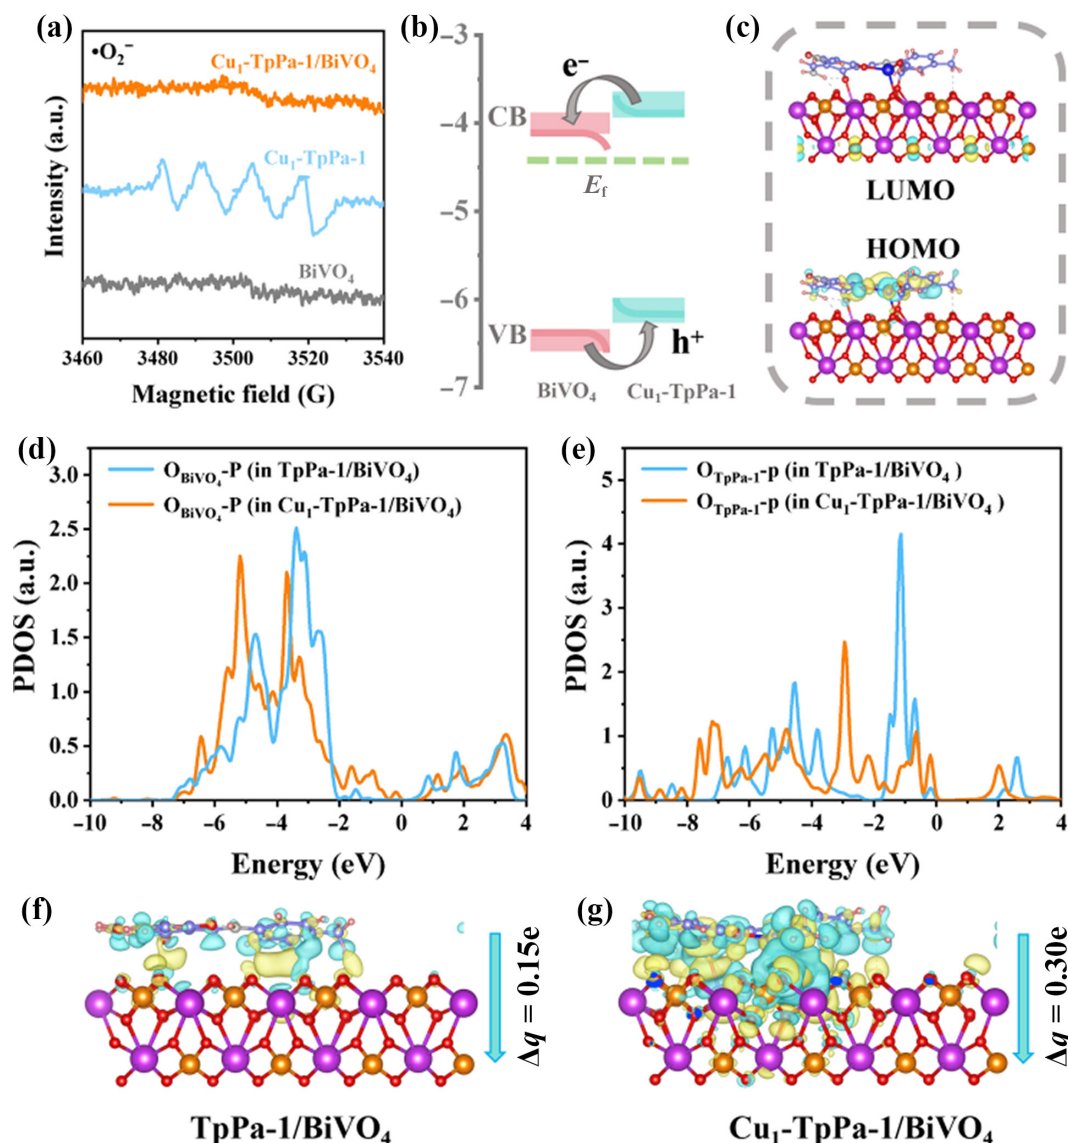 (a)
•O₂⁻
Cu₁-TpPa-1/BiVO₄
Cu₁-TpPa-1
BiVO₄
Intensity (a.u.)
3460 3480 3500 3520 3540
Magnetic field (G)
(b)
−3
−4
−5
−6
−7
e⁻
CB
E_f
VB
h⁺
BiVO₄ Cu₁-TpPa-1
(c)
LUMO
HOMO
(d)
O_BiVO₄-P (in TpPa-1/BiVO₄)
O_BiVO₄-P (in Cu₁-TpPa-1/BiVO₄)
PDOS (a.u.)
3.0
2.5
2.0
1.5
1.0
0.5
0.0
−10 −8 −6 −4 −2 0 2 4
Energy (eV)
(e)
O_TpPa-1-p (in TpPa-1/BiVO₄ )
O_TpPa-1-p (in Cu₁-TpPa-1/BiVO₄ )
PDOS (a.u.)
5
4
3
2
1
0
−10 −8 −6 −4 −2 0 2 4
Energy (eV)
(f)
Δq = 0.15e
TpPa-1/BiVO₄
(g)
Δq = 0.30e
Cu₁-TpPa-1/BiVO₄